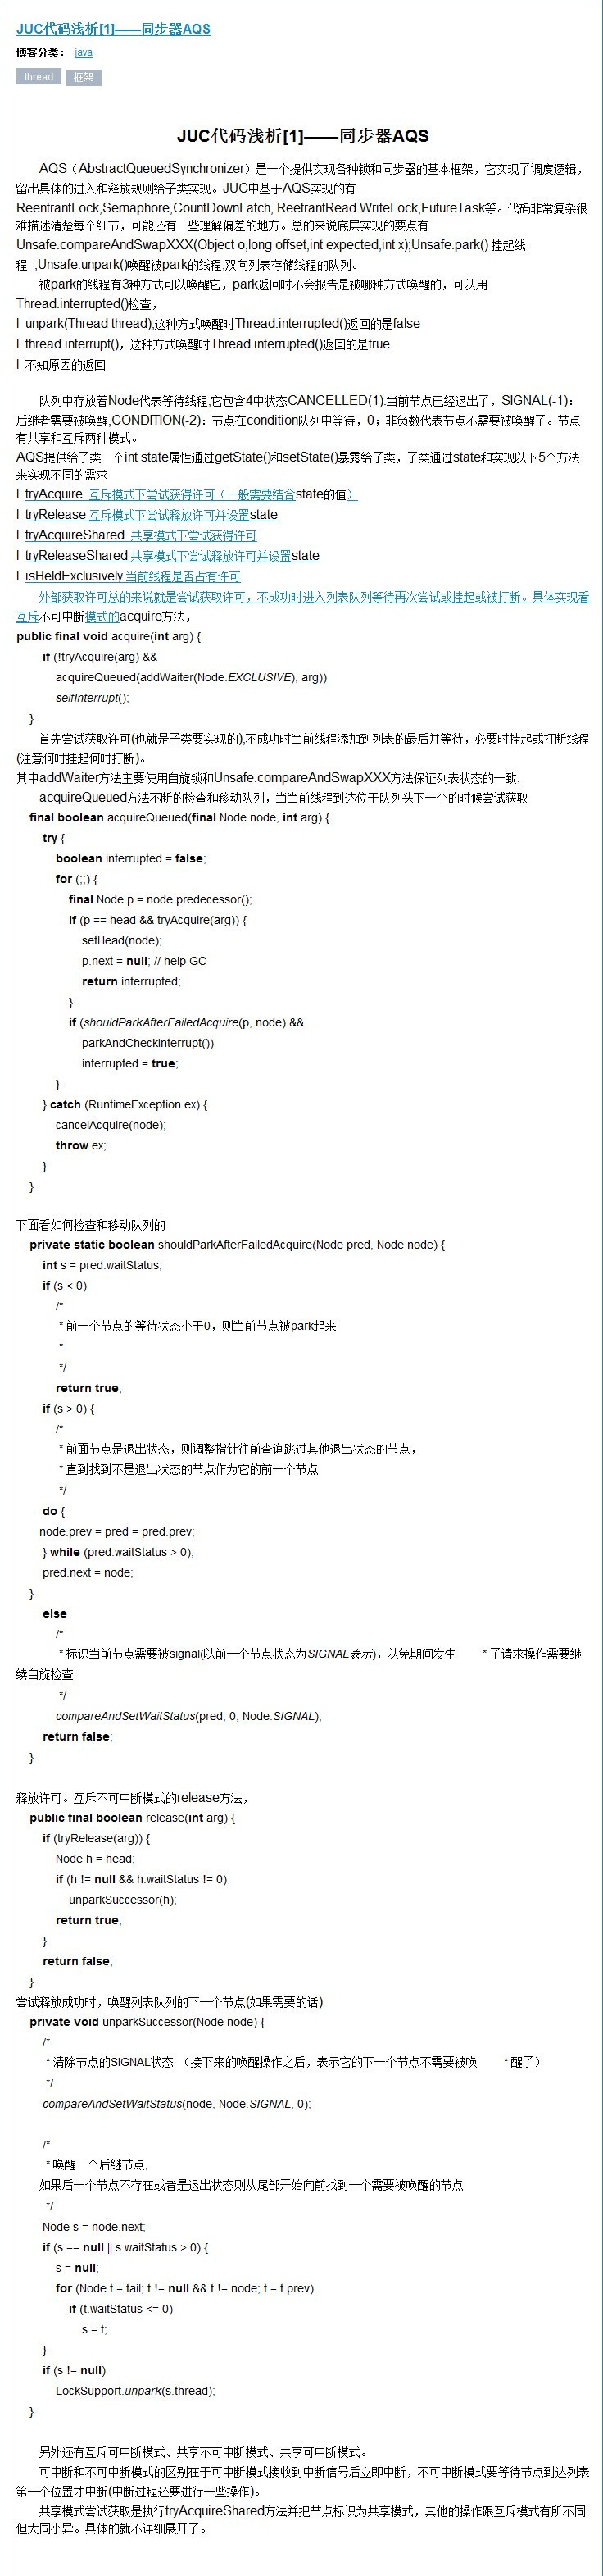 JUC代码浅析[1]——同步器AQS
博客分类： java
thread 框架
JUC代码浅析[1]——同步器AQS
AQS（AbstractQueuedSynchronizer）是一个提供实现各种锁和同步器的基本框架，它实现了调度逻辑，
留出具体的进入和释放规则给子类实现。JUC中基于AQS实现的有
ReentrantLock,Semaphore,CountDownLatch, ReetrantRead WriteLock,FutureTask等。代码非常复杂很
难描述清楚每个细节，可能还有一些理解偏差的地方。总的来说底层实现的要点有
Unsafe.compareAndSwapXXX(Object o,long offset,int expected,int x);Unsafe.park() 挂起线
程 ;Unsafe.unpark()唤醒被park的线程;双向列表存储线程的队列。
被park的线程有3种方式可以唤醒它，park返回时不会报告是被哪种方式唤醒的，可以用
Thread.interrupted()检查，
l unpark(Thread thread),这种方式唤醒时Thread.interrupted()返回的是false
l thread.interrupt()，这种方式唤醒时Thread.interrupted()返回的是true
l 不知原因的返回
队列中存放着Node代表等待线程,它包含4中状态CANCELLED(1):当前节点已经退出了，SIGNAL(-1)：
后继者需要被唤醒,CONDITION(-2)：节点在condition队列中等待，0；非负数代表节点不需要被唤醒了。节点
有共享和互斥两种模式。
AQS提供给子类一个int state属性通过getState()和setState()暴露给子类，子类通过state和实现以下5个方法
来实现不同的需求
l tryAcquire 互斥模式下尝试获得许可（一般需要结合state的值）
l tryRelease 互斥模式下尝试释放许可并设置state
l tryAcquireShared 共享模式下尝试获得许可
l tryReleaseShared 共享模式下尝试释放许可并设置state
l isHeldExclusively 当前线程是否占有许可
外部获取许可总的来说就是尝试获取许可，不成功时进入列表队列等待再次尝试或挂起或被打断。具体实现看
互斥不可中断模式的acquire方法，
public final void acquire(int arg) {
if (!tryAcquire(arg) &&
acquireQueued(addWaiter(Node.EXCLUSIVE), arg))
selfInterrupt();
}
首先尝试获取许可(也就是子类要实现的),不成功时当前线程添加到列表的最后并等待，必要时挂起或打断线程
(注意何时挂起何时打断)。
其中addWaiter方法主要使用自旋锁和Unsafe.compareAndSwapXXX方法保证列表状态的一致.
acquireQueued方法不断的检查和移动队列，当当前线程到达位于队列头下一个的时候尝试获取
final boolean acquireQueued(final Node node, int arg) {
try {
boolean interrupted = false;
for (;;) {
final Node p = node.predecessor();
if (p == head && tryAcquire(arg)) {
setHead(node);
p.next = null; // help GC
return interrupted;
}
if (shouldParkAfterFailedAcquire(p, node) &&
parkAndCheckInterrupt())
interrupted = true;
}
} catch (RuntimeException ex) {
cancelAcquire(node);
throw ex;
}
}
下面看如何检查和移动队列的
private static boolean shouldParkAfterFailedAcquire(Node pred, Node node) {
int s = pred.waitStatus;
if (s < 0)
/*
* 前一个节点的等待状态小于0，则当前节点被park起来
*
*/
return true;
if (s > 0) {
/*
* 前面节点是退出状态，则调整指针往前查询跳过其他退出状态的节点，
* 直到找到不是退出状态的节点作为它的前一个节点
*/
do {
node.prev = pred = pred.prev;
} while (pred.waitStatus > 0);
pred.next = node;
}
else
/*
* 标识当前节点需要被signal(以前一个节点状态为SIGNAL表示)，以免期间发生 * 了请求操作需要继
续自旋检查
*/
compareAndSetWaitStatus(pred, 0, Node.SIGNAL);
return false;
}
释放许可。互斥不可中断模式的release方法，
public final boolean release(int arg) {
if (tryRelease(arg)) {
Node h = head;
if (h != null && h.waitStatus != 0)
unparkSuccessor(h);
return true;
}
return false;
}
尝试释放成功时，唤醒列表队列的下一个节点(如果需要的话)
private void unparkSuccessor(Node node) {
/*
* 清除节点的SIGNAL状态 （接下来的唤醒操作之后，表示它的下一个节点不需要被唤 * 醒了）
*/
compareAndSetWaitStatus(node, Node.SIGNAL, 0);
/*
* 唤醒一个后继节点,
如果后一个节点不存在或者是退出状态则从尾部开始向前找到一个需要被唤醒的节点
*/
Node s = node.next;
if (s == null || s.waitStatus > 0) {
s = null;
for (Node t = tail; t != null && t != node; t = t.prev)
if (t.waitStatus <= 0)
s = t;
}
if (s != null)
LockSupport.unpark(s.thread);
}
另外还有互斥可中断模式、共享不可中断模式、共享可中断模式。
可中断和不可中断模式的区别在于可中断模式接收到中断信号后立即中断，不可中断模式要等待节点到达列表
第一个位置才中断(中断过程还要进行一些操作)。
共享模式尝试获取是执行tryAcquireShared方法并把节点标识为共享模式，其他的操作跟互斥模式有所不同
但大同小异。具体的就不详细展开了。